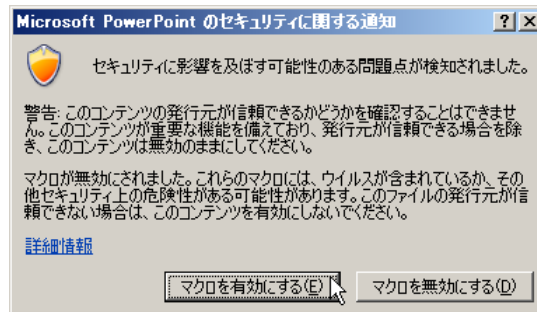 Microsoft PowerPoint のセキュリティに関する通知
セキュリティに影響を及ぼす可能性のある問題点が検知されました。
警告: このコンテンツの発行元が信頼できるかどうかを確認することはできませ
ん。このコンテンツが重要な機能を備えており、発行元が信頼できる場合を除
き、このコンテンツは無効のままにしてください。
マクロが無効にされました。これらのマクロには、ウイルスが含まれているか、その
他セキュリティ上の危険性がある可能性があります。このファイルの発行元が信
頼できない場合は、このコンテンツを有効にしないでください。
詳細情報
マクロを有効にする(E)
マクロを無効にする(D)